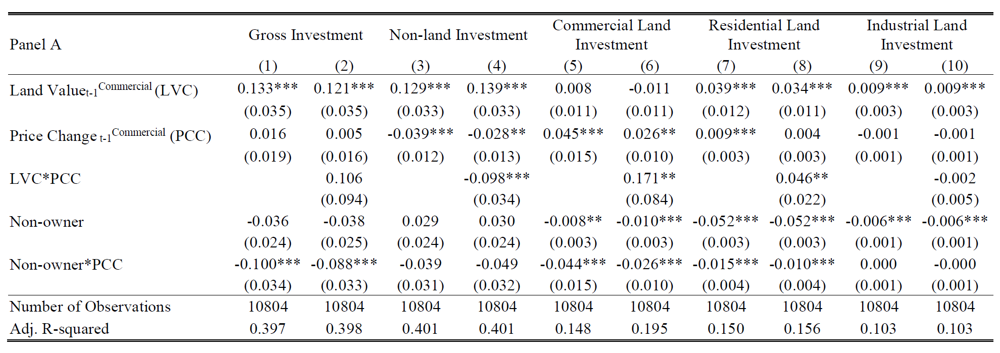 Panel A Gross Investment Non-land Investment Commercial Land Investment Residential Land Investment Industrial Land Investment
(1) (2) (3) (4) (5) (6) (7) (8) (9) (10)
Land Value t-1 Commercial (LVC) 0.133*** 0.121*** 0.129*** 0.139*** 0.008 -0.011 0.039*** 0.034*** 0.009*** 0.009***
(0.035) (0.035) (0.033) (0.033) (0.011) (0.011) (0.012) (0.011) (0.003) (0.003)
Price Change t-1 Commercial (PCC) 0.016 0.005 -0.039*** -0.028** 0.045*** 0.026** 0.009*** 0.004 -0.001 -0.001
(0.019) (0.016) (0.012) (0.013) (0.015) (0.010) (0.003) (0.003) (0.001) (0.001)
LVC*PCC 0.106 -0.098*** 0.171** 0.046** -0.002
(0.094) (0.034) (0.084) (0.022) (0.005)
Non-owner -0.036 -0.038 0.029 0.030 -0.008** -0.010*** -0.052*** -0.052*** -0.006*** -0.006***
(0.024) (0.025) (0.024) (0.024) (0.003) (0.003) (0.003) (0.003) (0.001) (0.001)
Non-owner*PCC -0.100*** -0.088*** -0.039 -0.049 -0.044*** -0.026*** -0.015*** -0.010*** 0.000 -0.000
(0.034) (0.033) (0.031) (0.032) (0.015) (0.010) (0.004) (0.004) (0.001) (0.001)
Number of Observations 10804 10804 10804 10804 10804 10804 10804 10804 10804 10804
Adj. R-squared 0.397 0.398 0.401 0.401 0.148 0.195 0.150 0.156 0.103 0.103